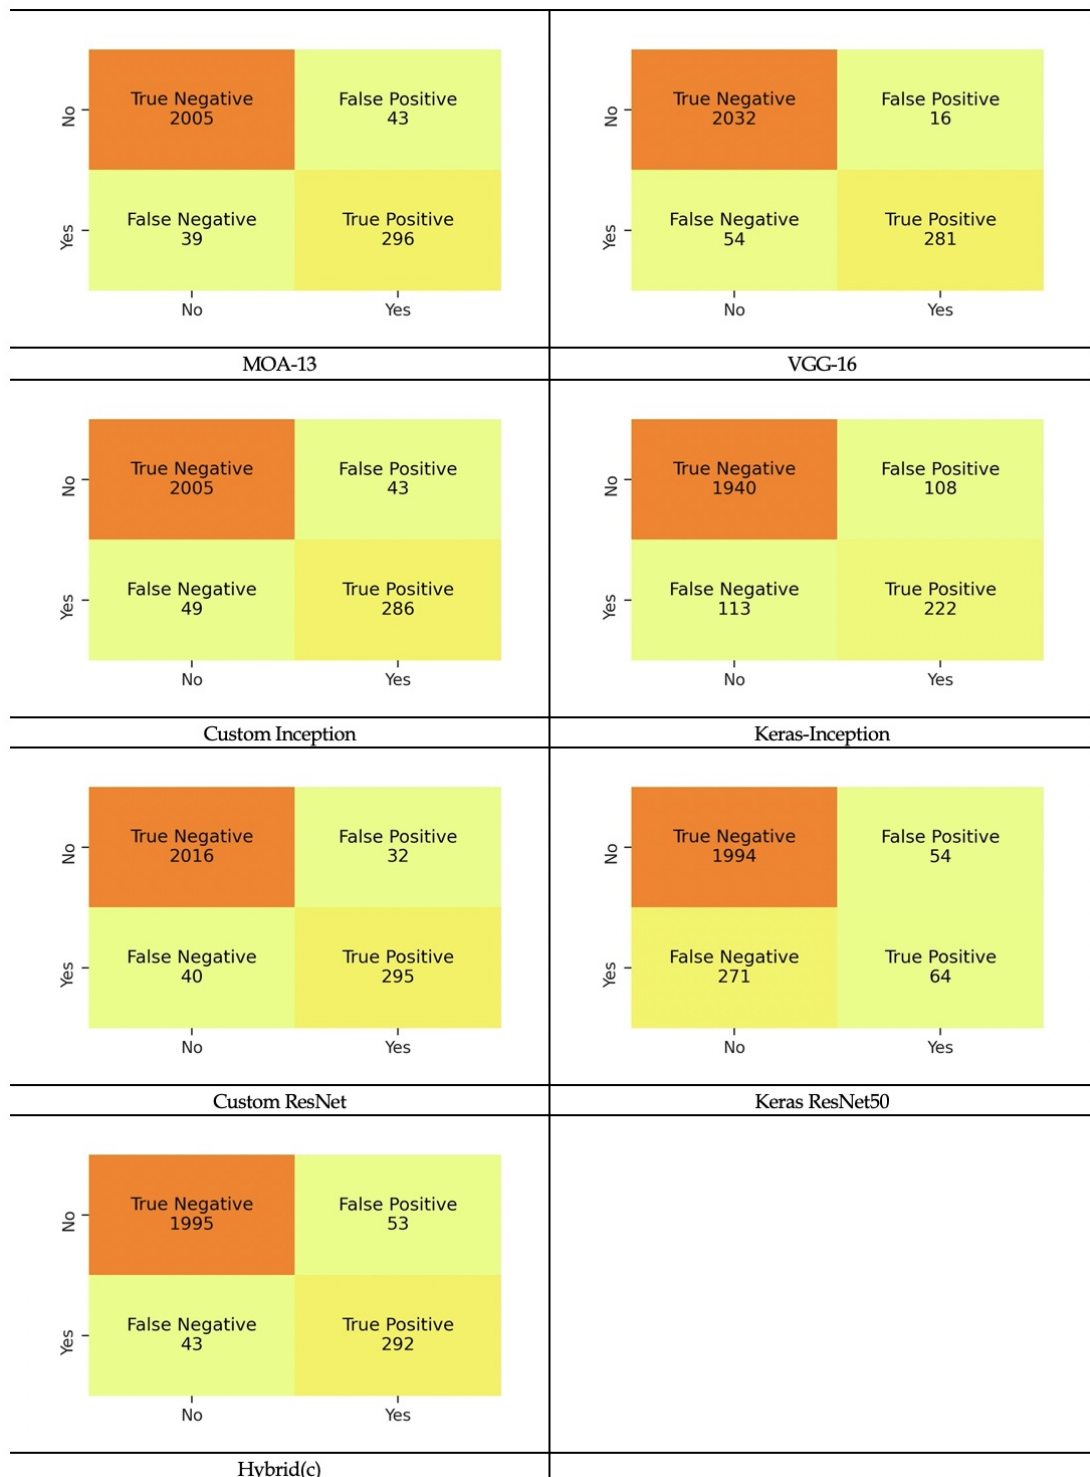 True Negative
2005
False Positive
43
False Negative
39
True Positive
296
No
Yes
No
Yes
MOA-13
True Negative
2032
False Positive
16
False Negative
54
True Positive
281
No
Yes
No
Yes
VGG-16
True Negative
2005
False Positive
43
False Negative
49
True Positive
286
No
Yes
No
Yes
Custom Inception
True Negative
1940
False Positive
108
False Negative
113
True Positive
222
No
Yes
No
Yes
Keras-Inception
True Negative
2016
False Positive
32
False Negative
40
True Positive
295
No
Yes
No
Yes
Custom ResNet
True Negative
1994
False Positive
54
False Negative
271
True Positive
64
No
Yes
No
Yes
Keras ResNet50
True Negative
1995
False Positive
53
False Negative
43
True Positive
292
No
Yes
No
Yes
Hybrid(c)